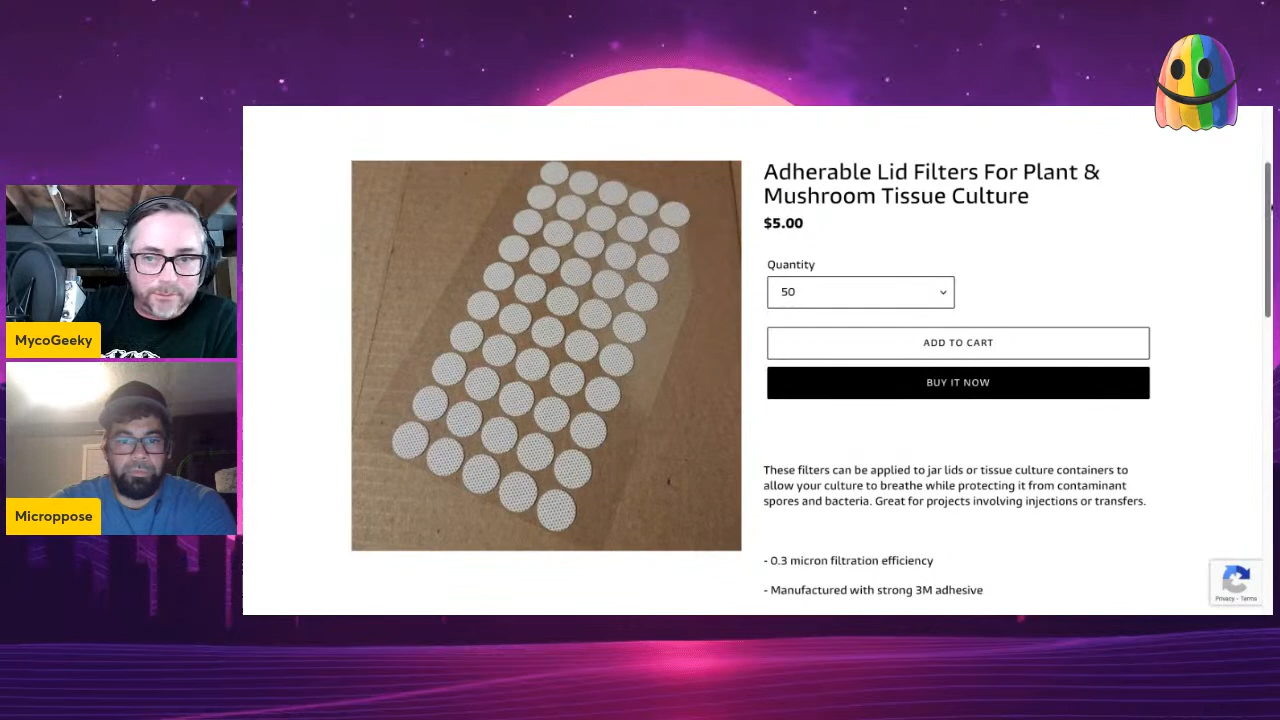 Adherable Lid Filters For Plant &
Mushroom Tissue Culture
$5.00
Quantity
50
ADD TO CART
BUY IT NOW
These filters can be applied to jar lids or tissue culture containers to
allow your culture to breathe while protecting it from contaminant
spores and bacteria. Great for projects involving injections or transfers.
- 0.3 micron filtration efficiency
- Manufactured with strong 3M adhesive
Privacy - Terms
MycoGeeky
Microppose